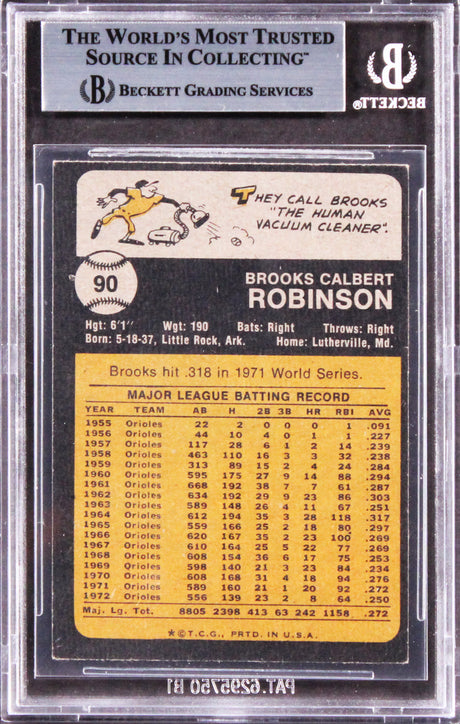 THE WORLD'S MOST TRUSTED
SOURCE IN COLLECTING™
B BECKETT GRADING SERVICES
B
BECKETT
THEY CALL BROOKS
"THE HUMAN
VACUUM CLEANER".
90
BROOKS CALBERT
ROBINSON
Hgt: 6'1" Wgt: 190 Bats: Right Throws: Right
Born: 5-18-37, Little Rock, Ark. Home: Lutherville, Md.
Brooks hit .318 in 1971 World Series.
MAJOR LEAGUE BATTING RECORD
YEAR TEAM AB H 2B 3B HR RBI AVG
1955 Orioles 22 2 0 0 0 1 .091
1956 Orioles 44 10 4 0 1 1 .227
1957 Orioles 117 28 6 1 2 14 .239
1958 Orioles 463 110 16 3 3 32 .238
1959 Orioles 313 89 15 2 4 24 .284
1960 Orioles 595 175 27 9 14 88 .294
1961 Orioles 668 192 38 7 7 61 .287
1962 Orioles 634 192 29 9 23 86 .303
1963 Orioles 589 148 26 4 11 67 .251
1964 Orioles 612 194 35 3 28 118 .317
1965 Orioles 559 166 25 2 18 80 .297
1966 Orioles 620 167 35 2 23 100 .269
1967 Orioles 610 164 25 5 22 77 .269
1968 Orioles 608 154 36 6 17 75 .253
1969 Orioles 598 140 21 3 23 84 .234
1970 Orioles 608 168 31 4 18 94 .276
1971 Orioles 589 160 21 1 20 92 .272
1972 Orioles 556 139 23 2 8 64 .250
Maj. Lg. Tot. 8805 2398 413 63 242 1158 .272
*©T.C.G., PRTD. IN U.S.A.
PAT.6295750 B1